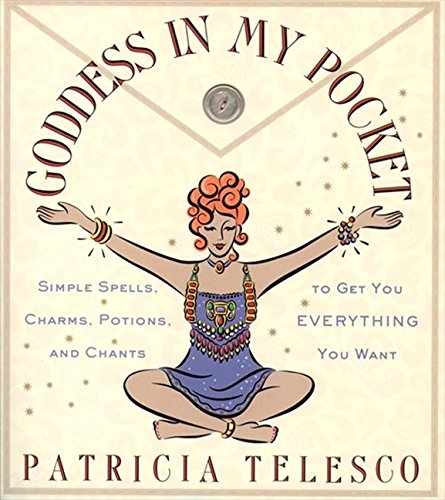 GODDESS IN MY POCKET
SIMPLE SPELLS,
CHARMS, POTIONS,
AND CHANTS
TO GET YOU
EVERYTHING
YOU WANT
PATRICIA TELESCO